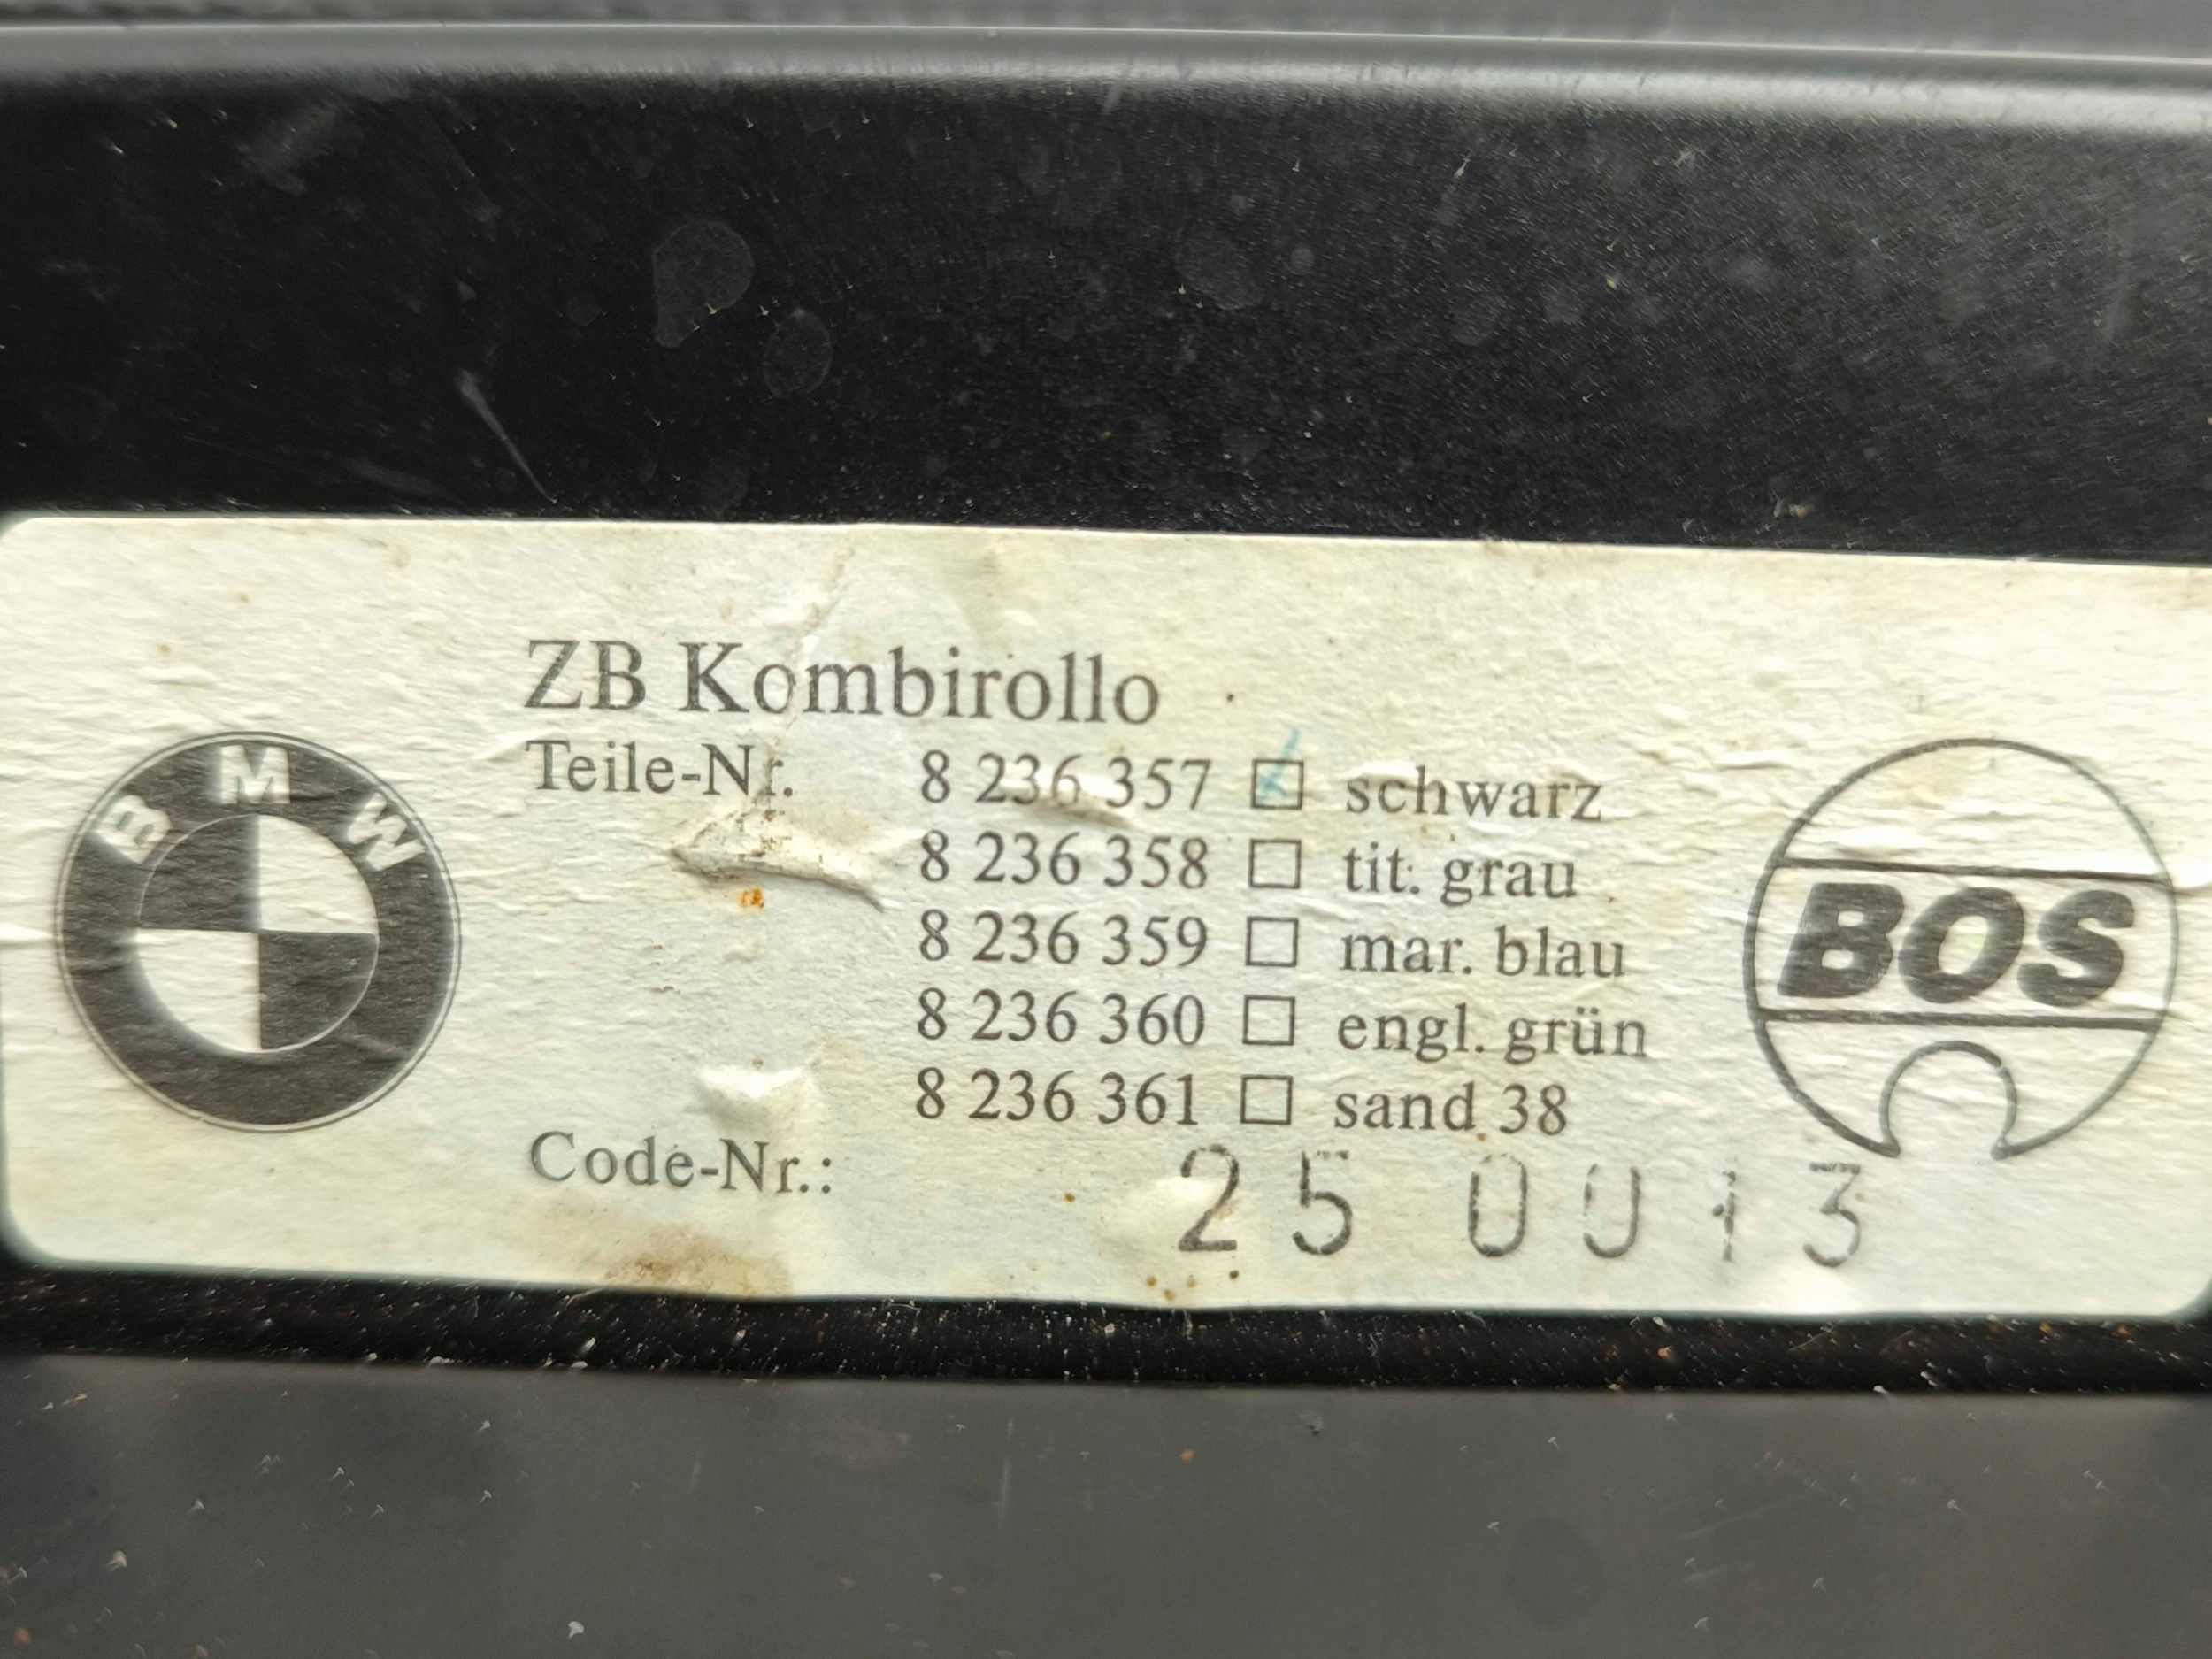 BMW
ZB Kombirollo
Teile-Nr. 8 236 357 □ schwarz
8 236 358 □ tit. grau
8 236 359 □ mar. blau
8 236 360 □ engl. grün
8 236 361 □ sand 38
Code-Nr.: 25 0013
BOS